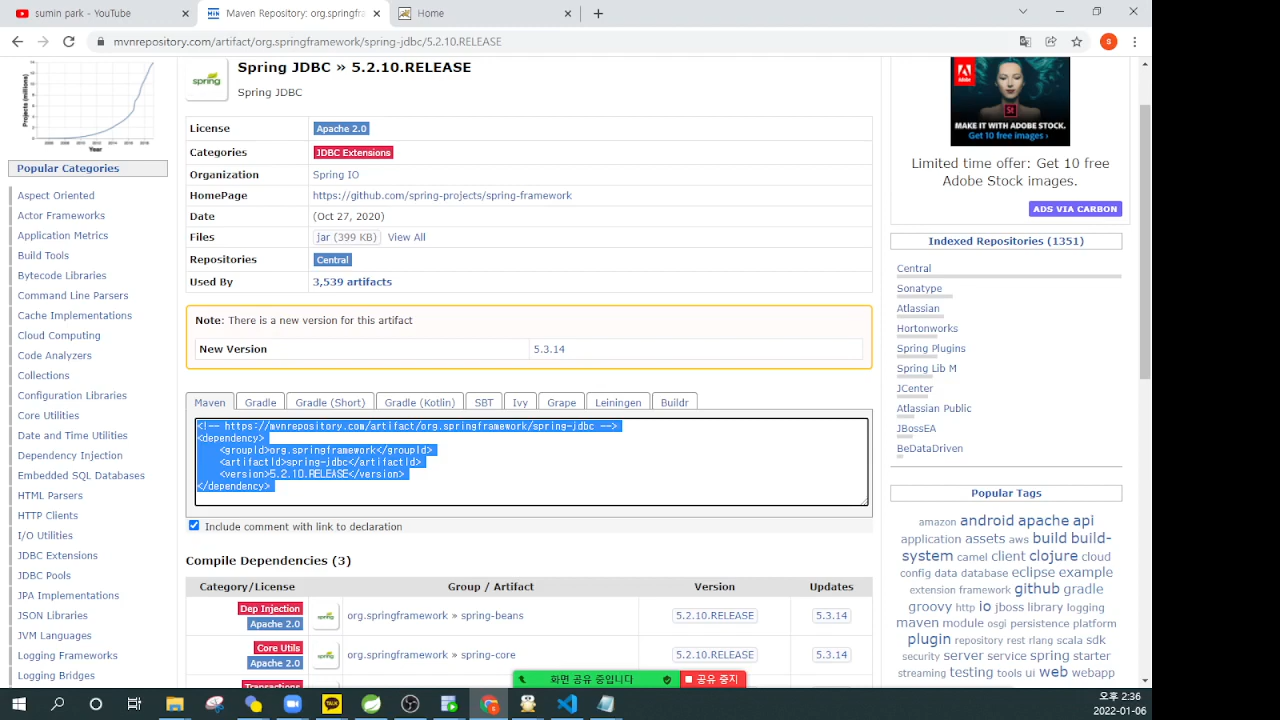 sumin park - YouTube
Maven Repository: org.springfra
Home
mvnrepository.com/artifact/org.springframework/spring-jdbc/5.2.10.RELEASE
S
Projects (millions)
Year
Popular Categories
Aspect Oriented
Actor Frameworks
Application Metrics
Build Tools
Bytecode Libraries
Command Line Parsers
Cache Implementations
Cloud Computing
Code Analyzers
Collections
Configuration Libraries
Core Utilities
Date and Time Utilities
Dependency Injection
Embedded SQL Databases
HTML Parsers
HTTP Clients
I/O Utilities
JDBC Extensions
JDBC Pools
JPA Implementations
JSON Libraries
JVM Languages
Logging Frameworks
Logging Bridges
spring
Spring JDBC » 5.2.10.RELEASE
Spring JDBC
License Apache 2.0
Categories JDBC Extensions
Organization Spring IO
HomePage https://github.com/spring-projects/spring-framework
Date (Oct 27, 2020)
Files jar (399 KB) View All
Repositories Central
Used By 3,539 artifacts
Note: There is a new version for this artifact
New Version 5.3.14
Maven Gradle Gradle (Short) Gradle (Kotlin) SBT Ivy Grape Leiningen Buildr
<!-- https://mvnrepository.com/artifact/org.springframework/spring-jdbc -->
<dependency>
<groupId>org.springframework</groupId>
<artifactId>spring-jdbc</artifactId>
<version>5.2.10.RELEASE</version>
</dependency>
Include comment with link to declaration
Compile Dependencies (3)
Category/License Group / Artifact Version Updates
Dep Injection
Apache 2.0
org.springframework » spring-beans 5.2.10.RELEASE 5.3.14
Core Utils
Apache 2.0
org.springframework » spring-core 5.2.10.RELEASE 5.3.14
Transactions
Adobe
St
MAKE IT WITH ADOBE STOCK.
Get 10 free images ›
Limited time offer: Get 10 free
Adobe Stock images.
ADS VIA CARBON
Indexed Repositories (1351)
Central
Sonatype
Atlassian
Hortonworks
Spring Plugins
Spring Lib M
JCenter
Atlassian Public
JBossEA
BeDataDriven
Popular Tags
amazon android apache api
application assets aws build build-
system camel client clojure cloud
config data database eclipse example
extension framework github gradle
groovy http io jboss library logging
maven module osgi persistence platform
plugin repository rest rlang scala sdk
security server service spring starter
streaming testing tools ui web webapp
화면 공유 중입니다 공유 중지
TALK
오후 2:36
2022-01-06